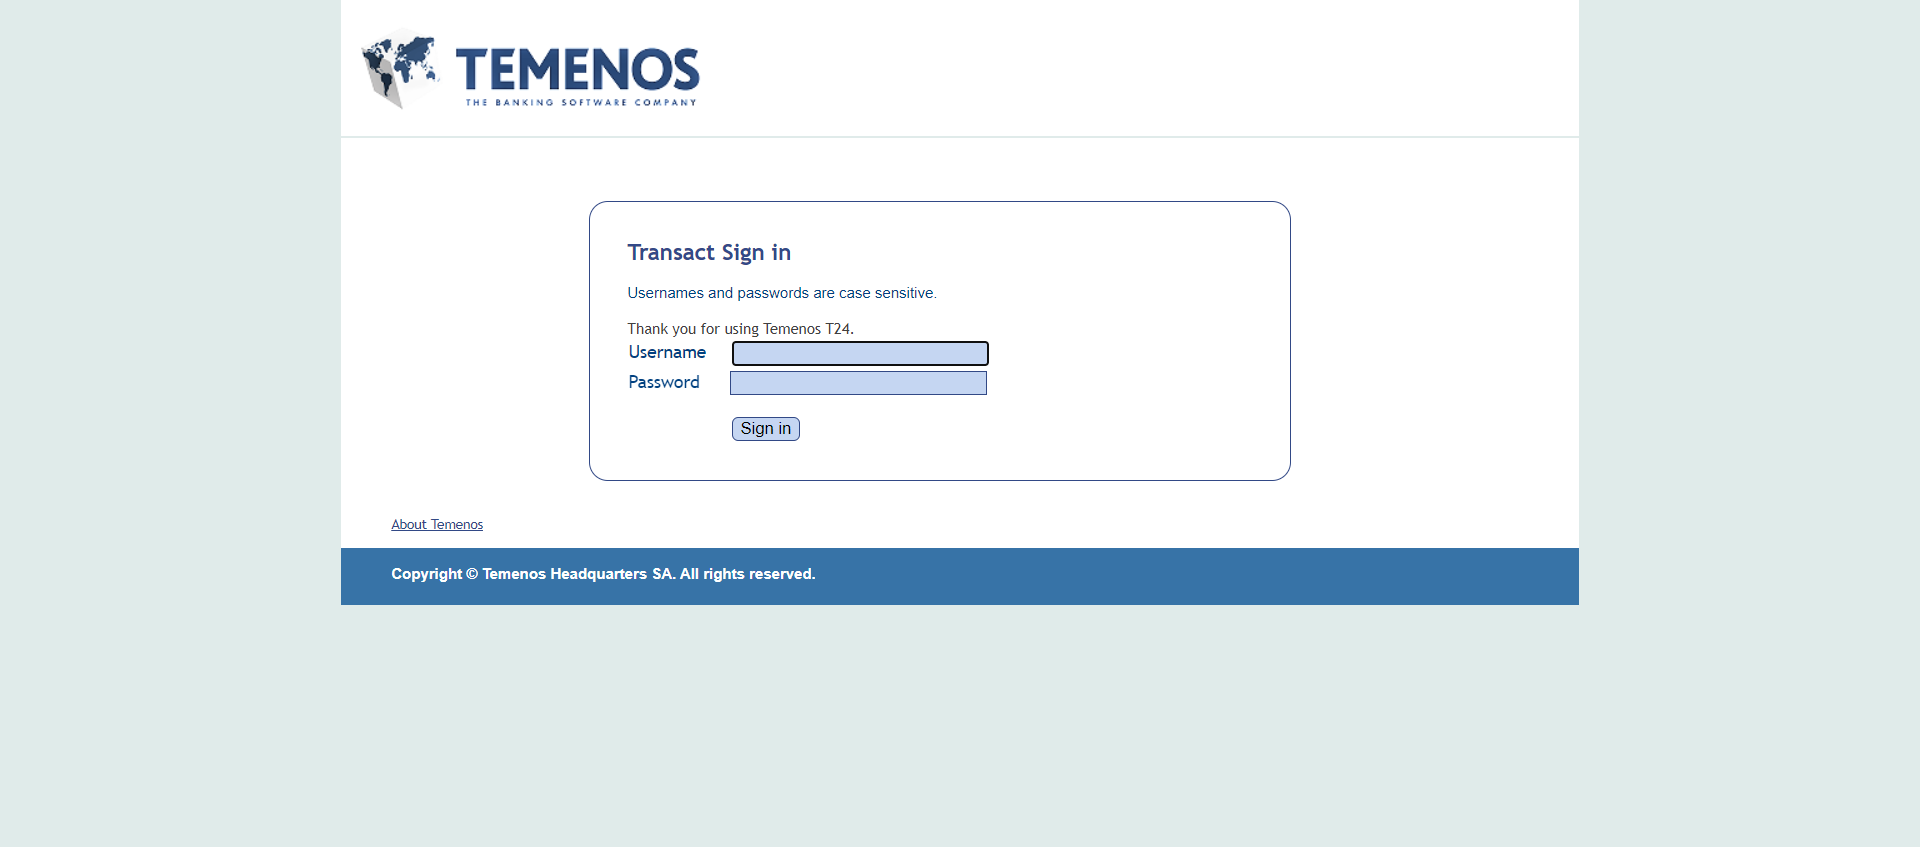 TEMENOS
THE BANKING SOFTWARE COMPANY
Transact Sign in
Usernames and passwords are case sensitive.
Thank you for using Temenos T24.
Username
Password
Sign in
About Temenos
Copyright © Temenos Headquarters SA. All rights reserved.